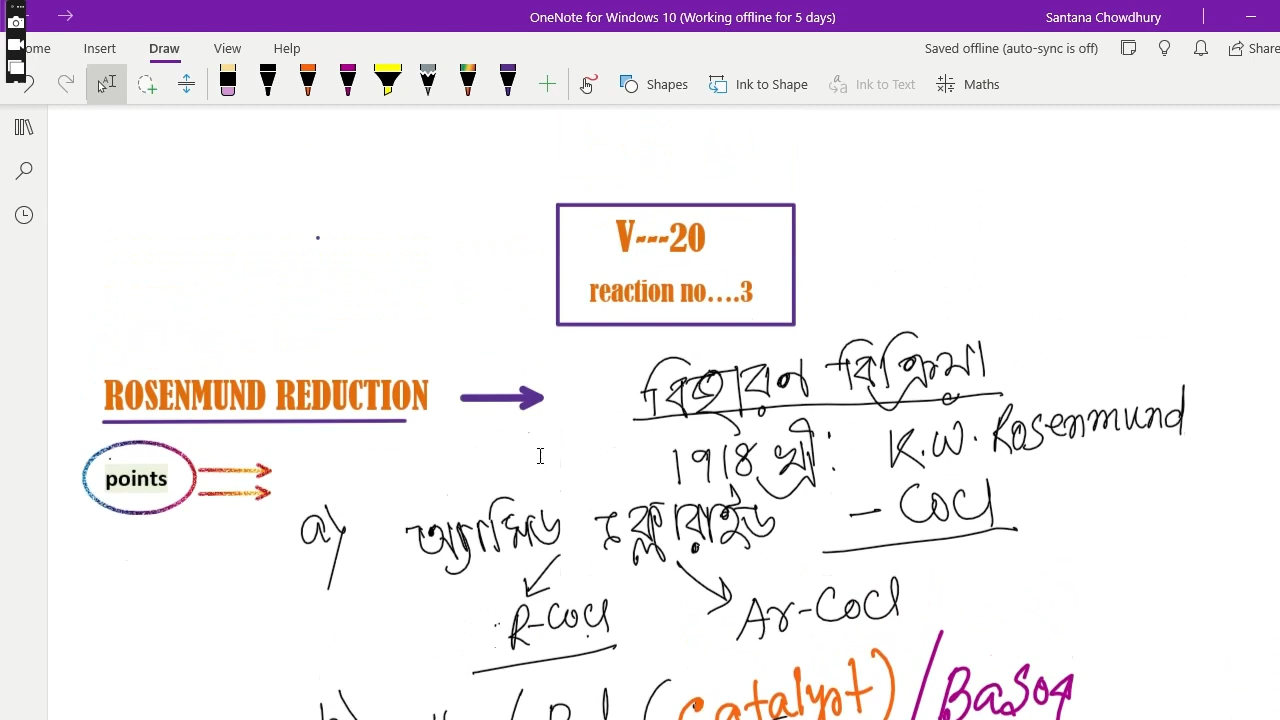 OneNote for Windows 10 (Working offline for 5 days)
Santana Chowdhury
ome Insert Draw View Help
Saved offline (auto-sync is off)
Share
Shapes
Ink to Shape
Ink to Text
Maths
V---20
reaction no....3
ROSENMUND REDUCTION
বিজারন বিক্রিয়া
1918 খ্রী: K.W. Rosenmund
points
a) অ্যাসিড ক্লোরাইড - COCl
R-COCl Ar-COCl
b) Catalyst) / BaSO4